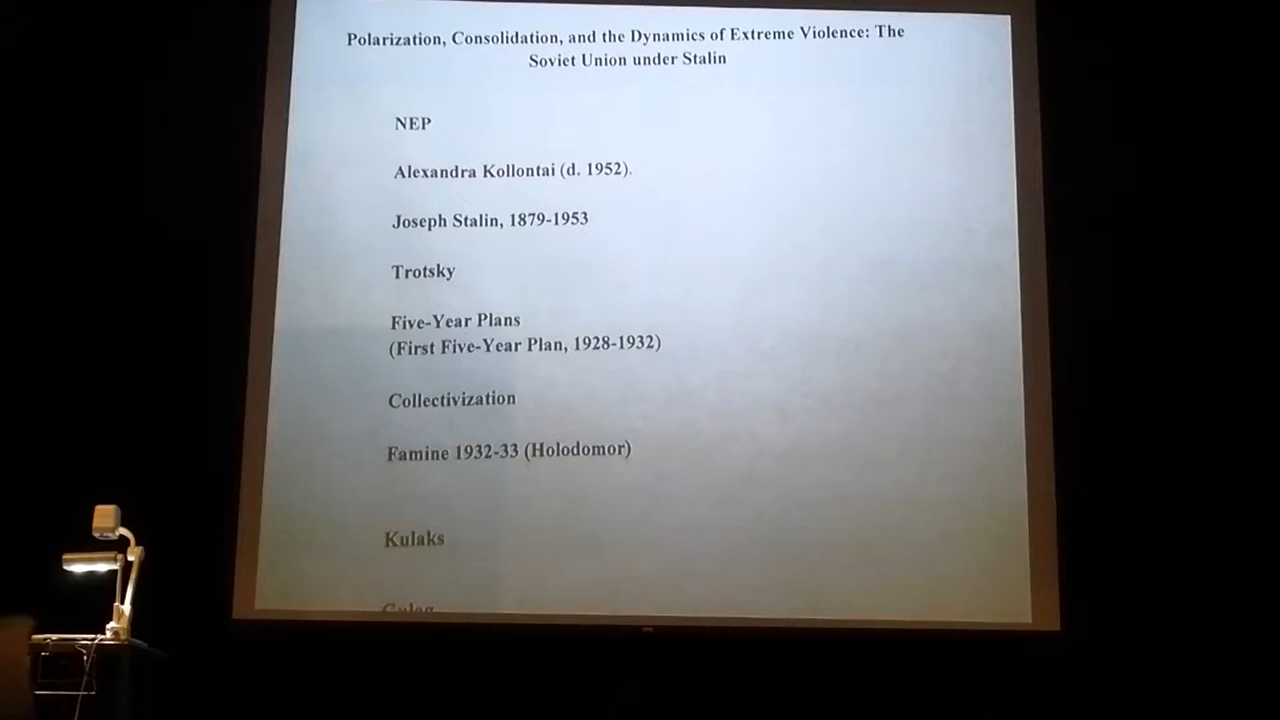 Polarization, Consolidation, and the Dynamics of Extreme Violence: The
Soviet Union under Stalin
NEP
Alexandra Kollontai (d. 1952).
Joseph Stalin, 1879-1953
Trotsky
Five-Year Plans
(First Five-Year Plan, 1928-1932)
Collectivization
Famine 1932-33 (Holodomor)
Kulaks
Gulag